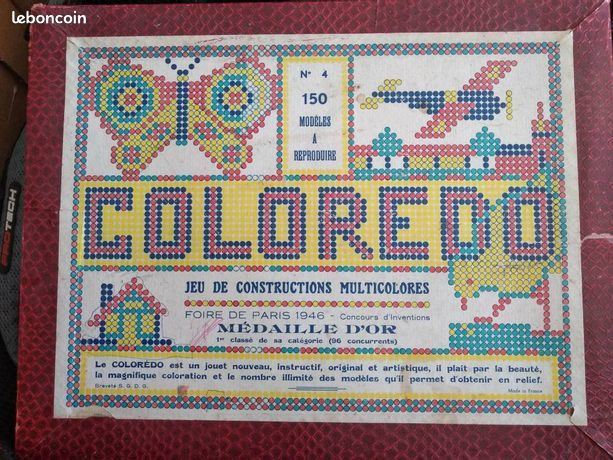 leboncoin
N° 4
150
MODÈLES
A
REPRODUIRE
COLOREDO
JEU DE CONSTRUCTIONS MULTICOLORES
FOIRE DE PARIS 1946 - Concours d'Inventions
MÉDAILLE D'OR
1er classé de sa catégorie (96 concurrents)
Le COLORÉDO est un jouet nouveau, instructif, original et artistique, il plait par la beauté,
la magnifique coloration et le nombre illimité des modèles qu'il permet d'obtenir en relief.
Breveté S. G. D. G.
Made in France
TECH